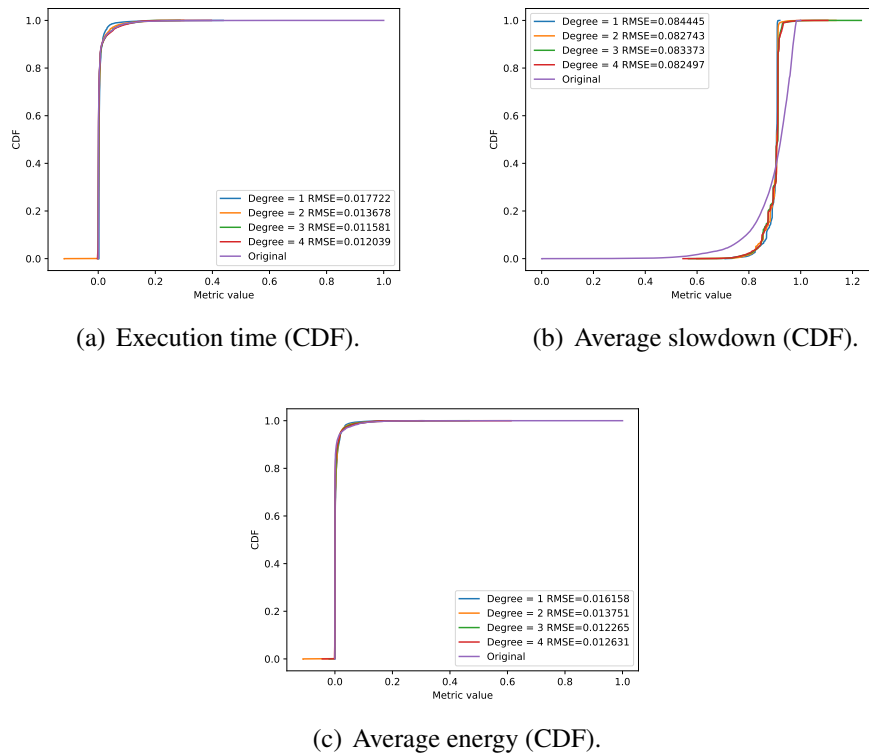 1.0
0.8
0.6
0.4
0.2
0.0
CDF
Degree = 1 RMSE=0.017722
Degree = 2 RMSE=0.013678
Degree = 3 RMSE=0.011581
Degree = 4 RMSE=0.012039
Original
0.0 0.2 0.4 0.6 0.8 1.0
Metric value
(a) Execution time (CDF).
1.0
0.8
0.6
0.4
0.2
0.0
CDF
Degree = 1 RMSE=0.084445
Degree = 2 RMSE=0.082743
Degree = 3 RMSE=0.083373
Degree = 4 RMSE=0.082497
Original
0.0 0.2 0.4 0.6 0.8 1.0 1.2
Metric value
(b) Average slowdown (CDF).
1.0
0.8
0.6
0.4
0.2
0.0
CDF
Degree = 1 RMSE=0.016158
Degree = 2 RMSE=0.013751
Degree = 3 RMSE=0.012265
Degree = 4 RMSE=0.012631
Original
0.0 0.2 0.4 0.6 0.8 1.0
Metric value
(c) Average energy (CDF).